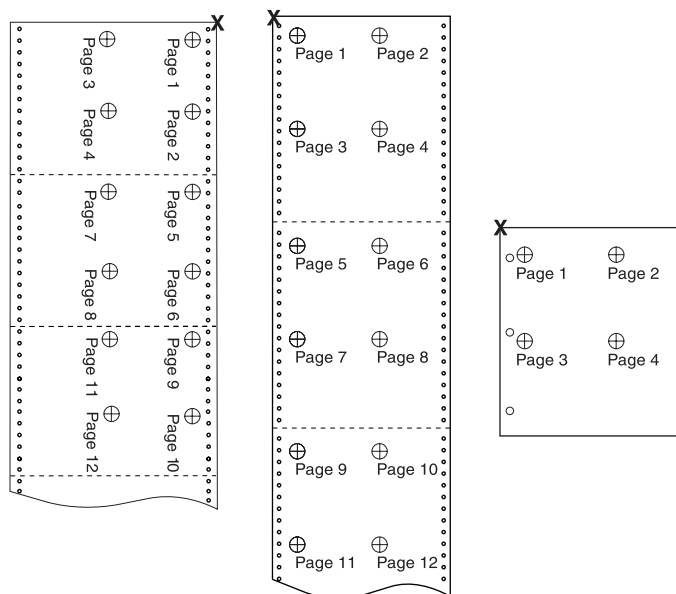 X
Page 1
Page 2
Page 3
Page 4
Page 5
Page 6
Page 7
Page 8
Page 9
Page 10
Page 11
Page 12
X
Page 1 Page 2
Page 3 Page 4
Page 5 Page 6
Page 7 Page 8
Page 9 Page 10
Page 11 Page 12
X
Page 1 Page 2
Page 3 Page 4